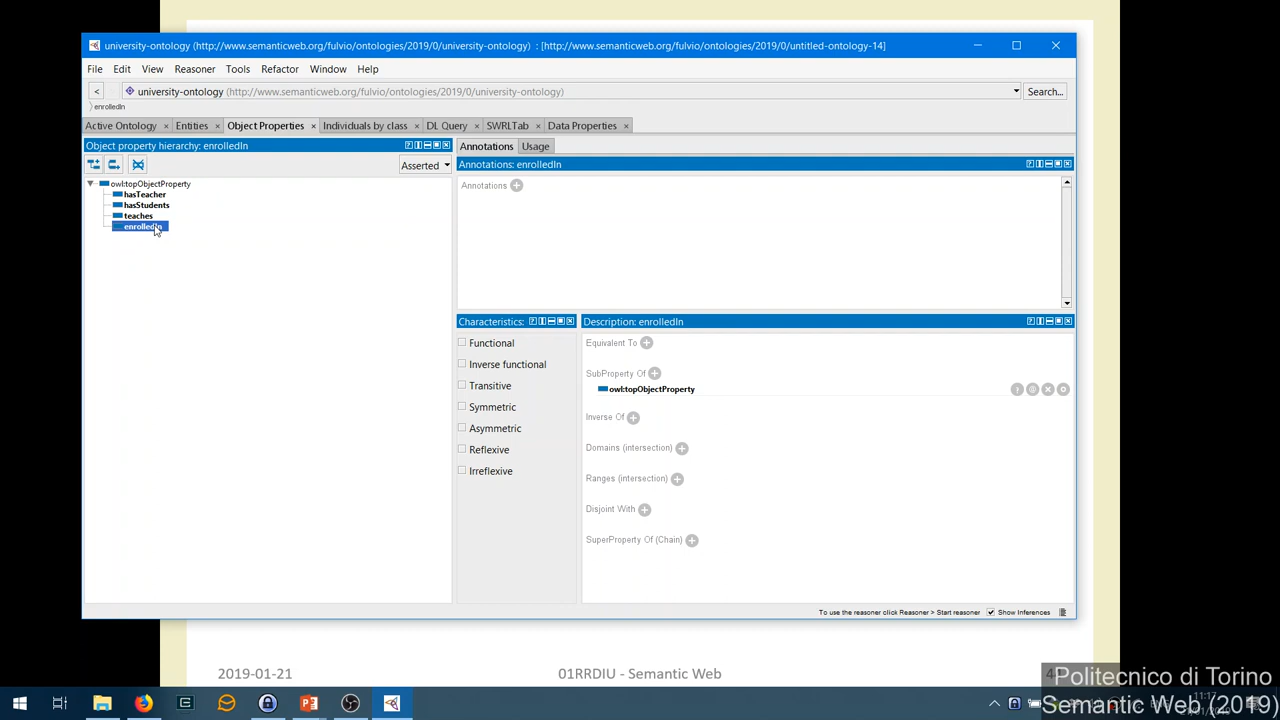 university-ontology (http://www.semanticweb.org/fulvio/ontologies/2019/0/university-ontology) : [http://www.semanticweb.org/fulvio/ontologies/2019/0/untitled-ontology-14]
File Edit View Reasoner Tools Refactor Window Help
< university-ontology (http://www.semanticweb.org/fulvio/ontologies/2019/0/university-ontology) Search...
enrolledIn
Active Ontology × Entities × Object Properties × Individuals by class × DL Query × SWRLTab × Data Properties ×
Object property hierarchy: enrolledIn
Asserted
owl:topObjectProperty
hasTeacher
hasStudents
teaches
enrolledIn
Annotations Usage
Annotations: enrolledIn
Annotations
Characteristics:
Functional
Inverse functional
Transitive
Symmetric
Asymmetric
Reflexive
Irreflexive
Description: enrolledIn
Equivalent To
SubProperty Of
owl:topObjectProperty
Inverse Of
Domains (intersection)
Ranges (intersection)
Disjoint With
SuperProperty Of (Chain)
To use the reasoner click Reasoner > Start reasoner Show Inferences
2019-01-21 01RRDIU - Semantic Web
Politecnico di Torino
Semantic Web (2019)
11:17